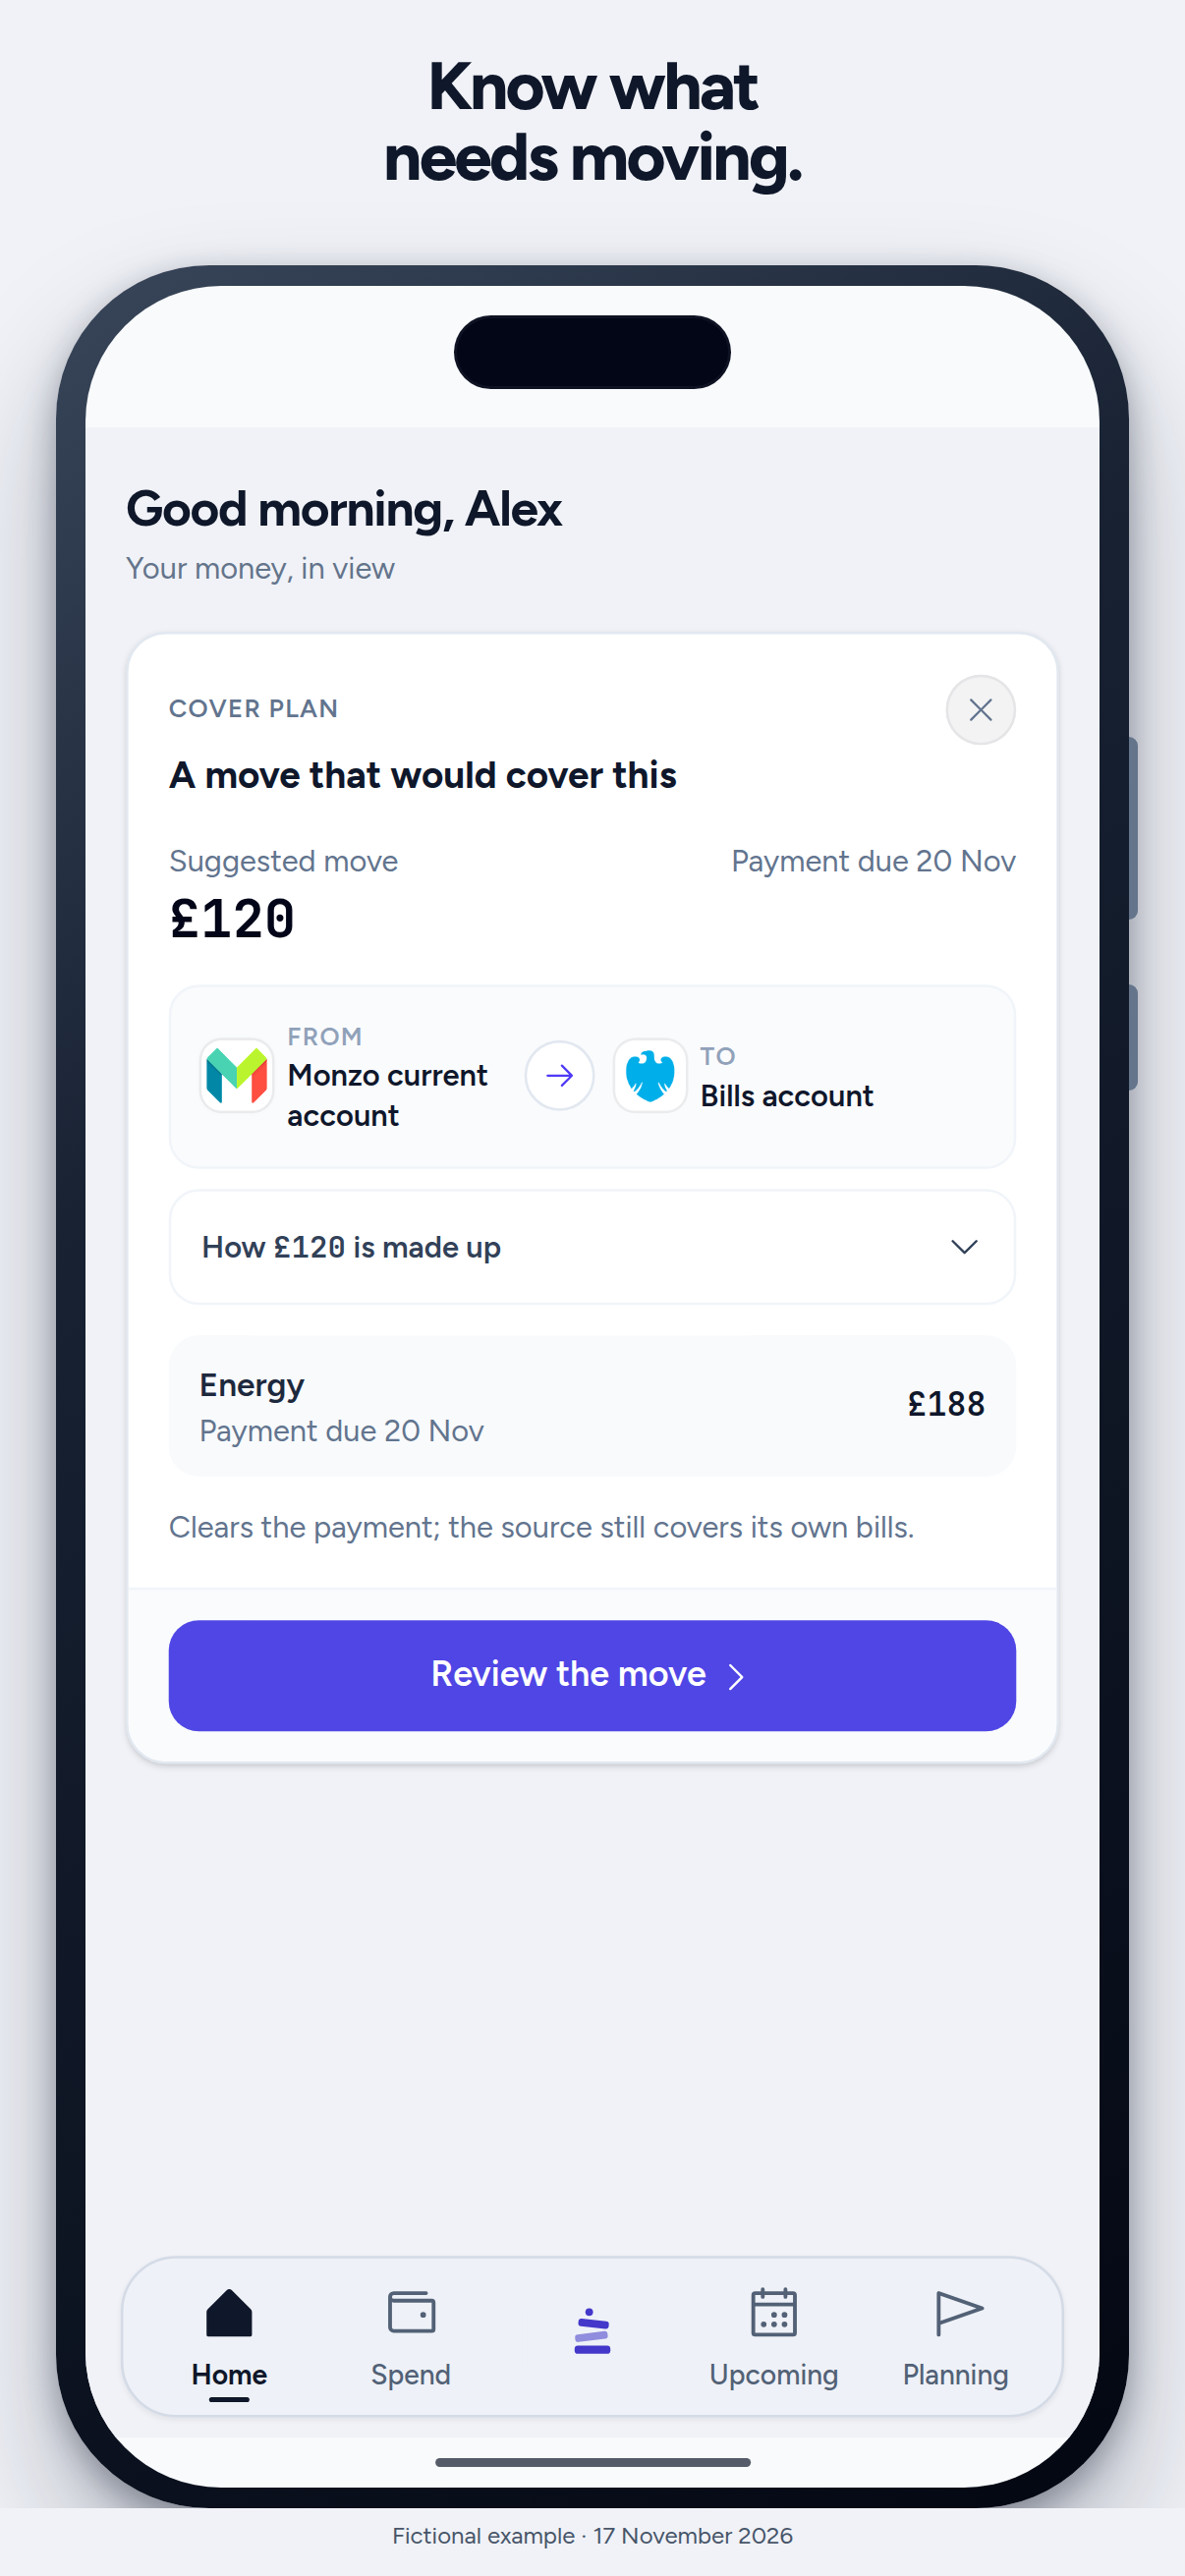 Know what
needs moving.
Good morning, Alex
Your money, in view
COVER PLAN
A move that would cover this
Suggested move
Payment due 20 Nov
£120
FROM
Monzo current
account
TO
Bills account
How £120 is made up
Energy
Payment due 20 Nov
£188
Clears the payment; the source still covers its own bills.
Review the move
Home
Spend
Upcoming
Planning
Fictional example · 17 November 2026